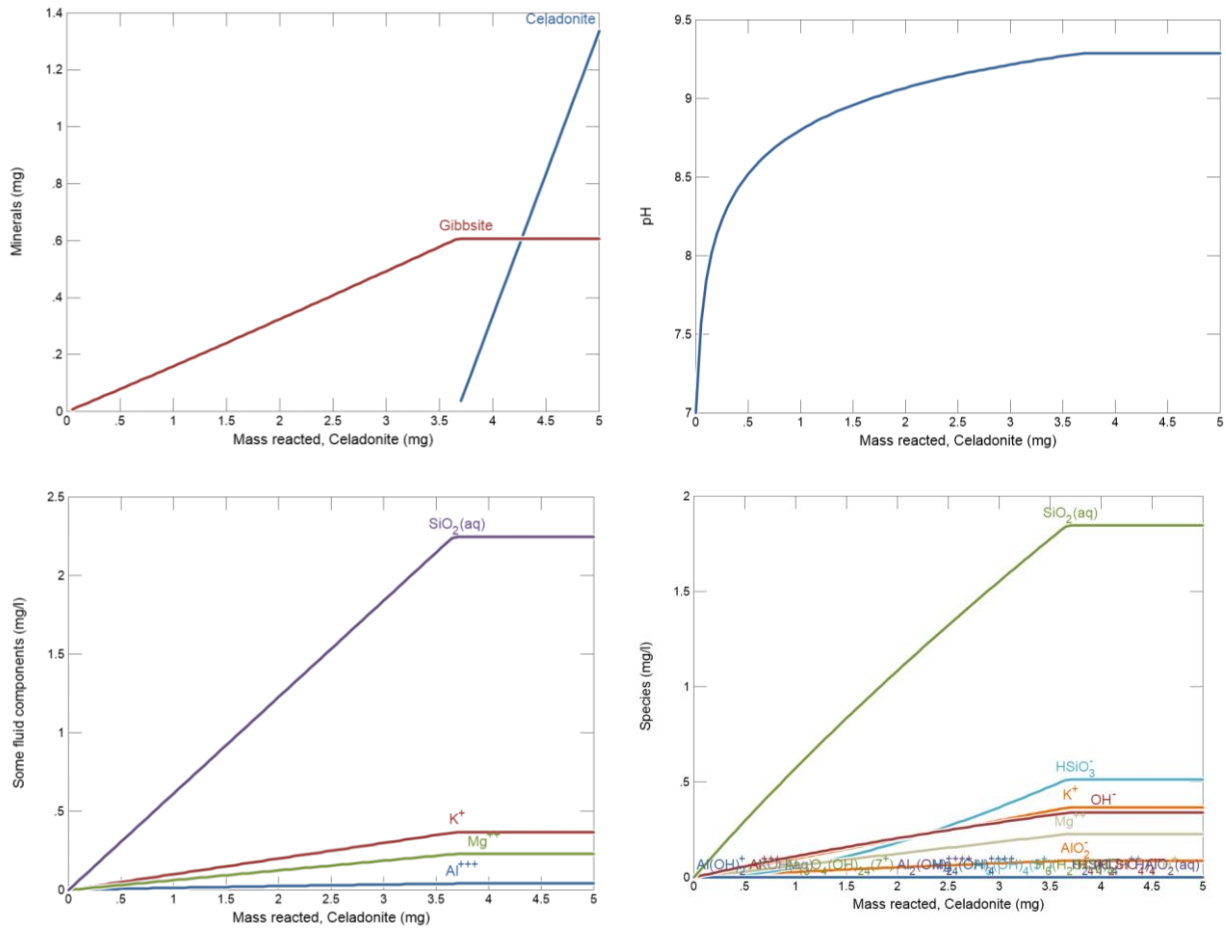 1.4
1.2
1
.8
.6
.4
.2
0
Minerals (mg)
Celadonite
Gibbsite
0 .5 1 1.5 2 2.5 3 3.5 4 4.5 5
Mass reacted, Celadonite (mg)
9.5
9
8.5
8
7.5
7
pH
0 .5 1 1.5 2 2.5 3 3.5 4 4.5 5
Mass reacted, Celadonite (mg)
2.5
2
1.5
1
.5
0
Some fluid components (mg/l)
SiO2(aq)
K+
Mg++
Al+++
0 .5 1 1.5 2 2.5 3 3.5 4 4.5 5
Mass reacted, Celadonite (mg)
2
1.5
1
.5
0
Species (mg/l)
SiO2(aq)
HSiO3-
K+
OH-
Mg++
AlO2-
Al(OH)2+
0 .5 1 1.5 2 2.5 3 3.5 4 4.5 5
Mass reacted, Celadonite (mg)